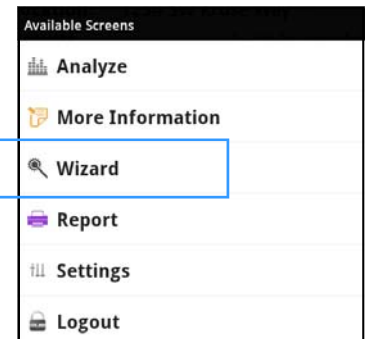 Available Screens
Analyze
More Information
Wizard
Report
Settings
Logout